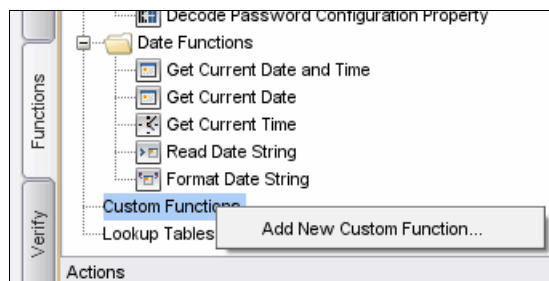 Decode Password Configuration Property
Date Functions
Get Current Date and Time
Get Current Date
Get Current Time
Read Date String
Format Date String
Custom Functions
Add New Custom Function...
Lookup Tables
Actions
Functions
Verify